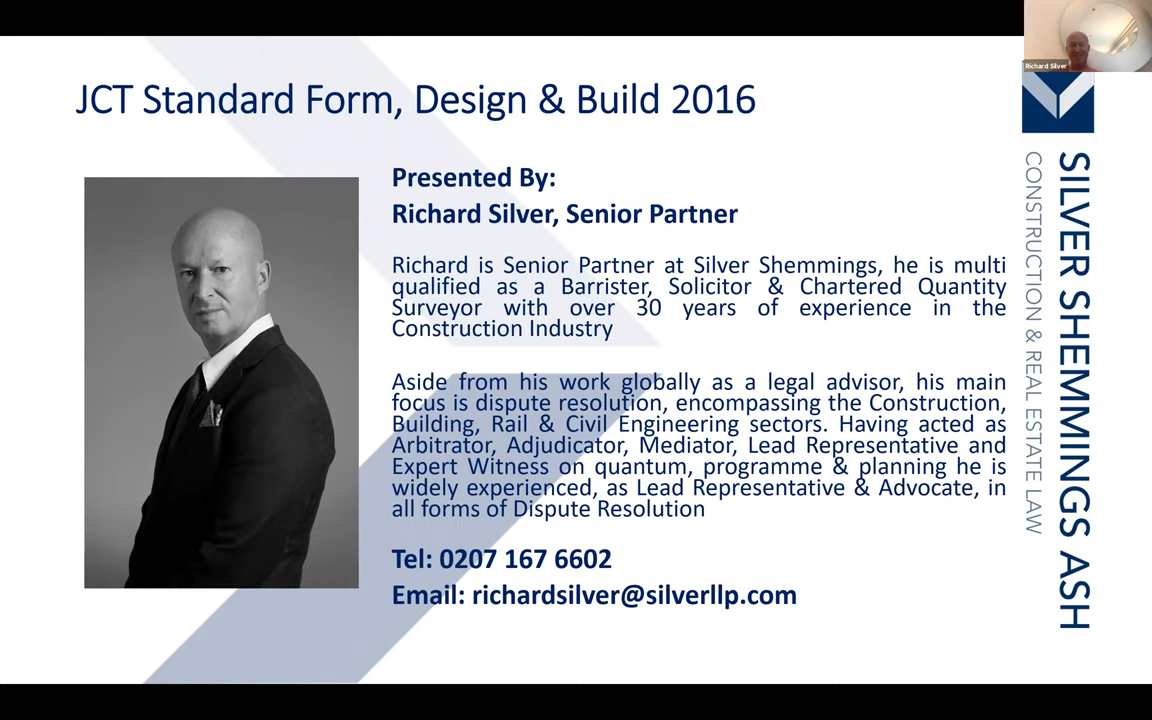 Richard Silver
JCT Standard Form, Design & Build 2016
Presented By:
Richard Silver, Senior Partner
Richard is Senior Partner at Silver Shemmings, he is multi
qualified as a Barrister, Solicitor & Chartered Quantity
Surveyor with over 30 years of experience in the
Construction Industry
Aside from his work globally as a legal advisor, his main
focus is dispute resolution, encompassing the Construction,
Building, Rail & Civil Engineering sectors. Having acted as
Arbitrator, Adjudicator, Mediator, Lead Representative and
Expert Witness on quantum, programme & planning he is
widely experienced, as Lead Representative & Advocate, in
all forms of Dispute Resolution
Tel: 0207 167 6602
Email: richardsilver@silverllp.com
SILVER SHEMMINGS ASH
CONSTRUCTION & REAL ESTATE LAW